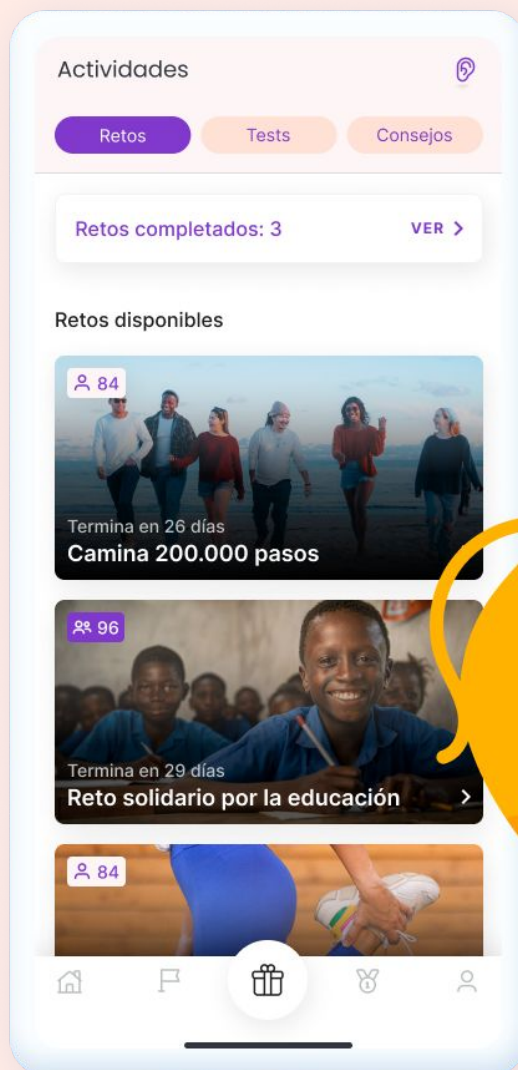 Actividades
Retos
Tests
Consejos
Retos completados: 3
VER
Retos disponibles
84
Termina en 26 días
Camina 200.000 pasos
96
Termina en 29 días
Reto solidario por la educación
84